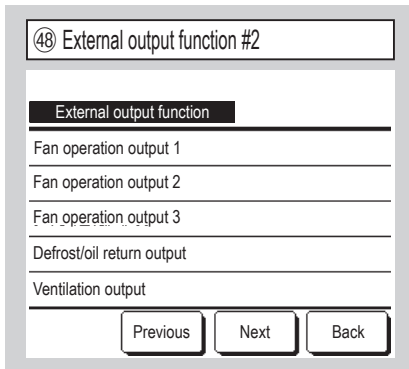 ㊽ External output function #2
External output function
Fan operation output 1
Fan operation output 2
Fan operation output 3
Defrost/oil return output
Ventilation output
Previous Next Back